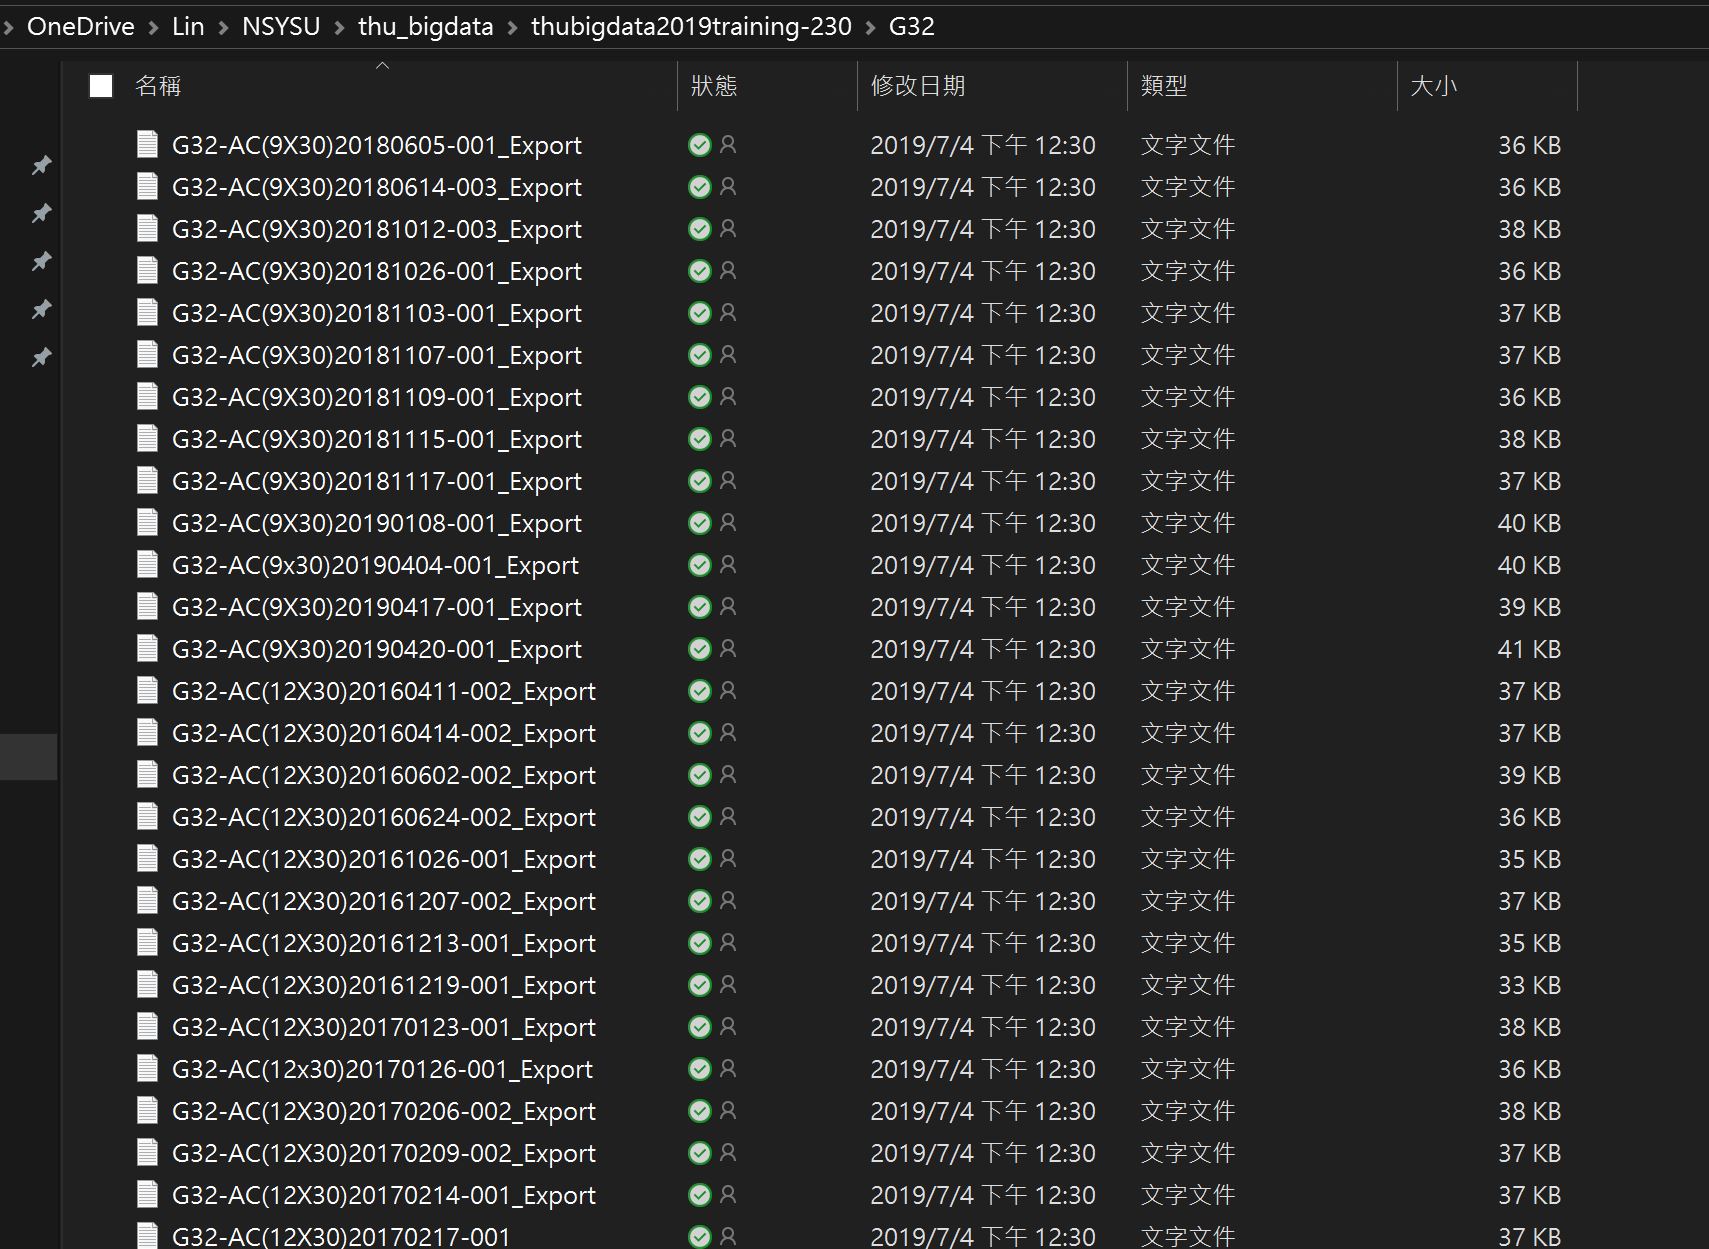 OneDrive > Lin > NSYSU > thu_bigdata > thubigdata2019training-230 > G32
名稱 狀態 修改日期 類型 大小
G32-AC(9X30)20180605-001_Export 2019/7/4 下午 12:30 文字文件 36 KB
G32-AC(9X30)20180614-003_Export 2019/7/4 下午 12:30 文字文件 36 KB
G32-AC(9X30)20181012-003_Export 2019/7/4 下午 12:30 文字文件 38 KB
G32-AC(9X30)20181026-001_Export 2019/7/4 下午 12:30 文字文件 36 KB
G32-AC(9X30)20181103-001_Export 2019/7/4 下午 12:30 文字文件 37 KB
G32-AC(9X30)20181107-001_Export 2019/7/4 下午 12:30 文字文件 37 KB
G32-AC(9X30)20181109-001_Export 2019/7/4 下午 12:30 文字文件 36 KB
G32-AC(9X30)20181115-001_Export 2019/7/4 下午 12:30 文字文件 38 KB
G32-AC(9X30)20181117-001_Export 2019/7/4 下午 12:30 文字文件 37 KB
G32-AC(9X30)20190108-001_Export 2019/7/4 下午 12:30 文字文件 40 KB
G32-AC(9x30)20190404-001_Export 2019/7/4 下午 12:30 文字文件 40 KB
G32-AC(9X30)20190417-001_Export 2019/7/4 下午 12:30 文字文件 39 KB
G32-AC(9X30)20190420-001_Export 2019/7/4 下午 12:30 文字文件 41 KB
G32-AC(12X30)20160411-002_Export 2019/7/4 下午 12:30 文字文件 37 KB
G32-AC(12X30)20160414-002_Export 2019/7/4 下午 12:30 文字文件 37 KB
G32-AC(12X30)20160602-002_Export 2019/7/4 下午 12:30 文字文件 39 KB
G32-AC(12X30)20160624-002_Export 2019/7/4 下午 12:30 文字文件 36 KB
G32-AC(12X30)20161026-001_Export 2019/7/4 下午 12:30 文字文件 35 KB
G32-AC(12X30)20161207-002_Export 2019/7/4 下午 12:30 文字文件 37 KB
G32-AC(12X30)20161213-001_Export 2019/7/4 下午 12:30 文字文件 35 KB
G32-AC(12X30)20161219-001_Export 2019/7/4 下午 12:30 文字文件 33 KB
G32-AC(12X30)20170123-001_Export 2019/7/4 下午 12:30 文字文件 38 KB
G32-AC(12x30)20170126-001_Export 2019/7/4 下午 12:30 文字文件 36 KB
G32-AC(12X30)20170206-002_Export 2019/7/4 下午 12:30 文字文件 38 KB
G32-AC(12X30)20170209-002_Export 2019/7/4 下午 12:30 文字文件 37 KB
G32-AC(12X30)20170214-001_Export 2019/7/4 下午 12:30 文字文件 37 KB
G32-AC(12X30)20170217-001 2019/7/4 下午 12:30 文字文件 37 KB